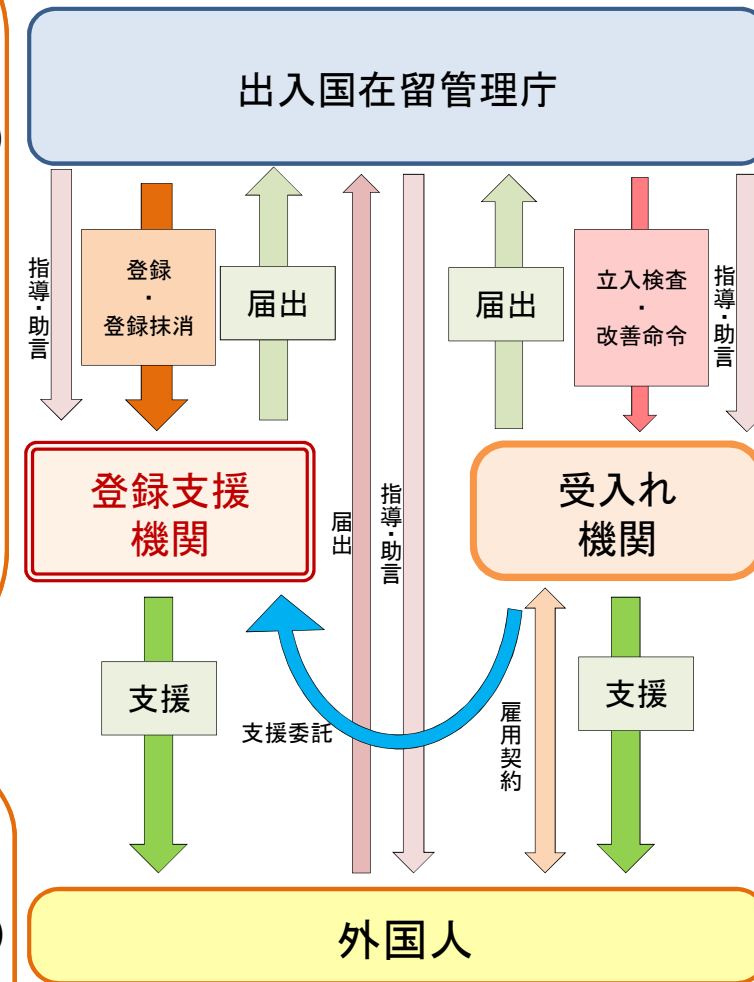 出入国在留管理庁
指導・助言
登録
・
登録抹消
届出
届出
立入検査
・
改善命令
指導・助言
登録支援
機関
届出
指導・助言
受入れ
機関
支援
支援委託
雇用契約
支援
外国人